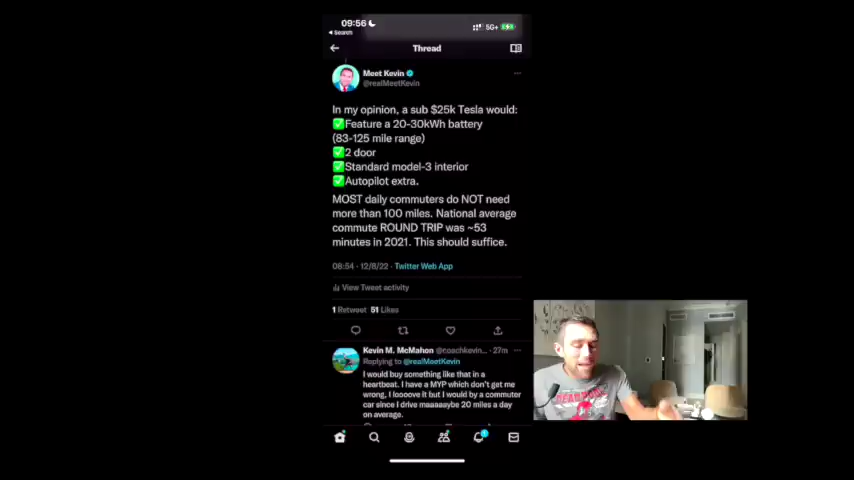 09:56
5G+
Search
Thread
Meet Kevin
@realMeetKevin
In my opinion, a sub $25k Tesla would:
✅Feature a 20-30kWh battery
(83-125 mile range)
✅2 door
✅Standard model-3 interior
✅Autopilot extra.
MOST daily commuters do NOT need
more than 100 miles. National average
commute ROUND TRIP was ~53
minutes in 2021. This should suffice.
08:54 · 12/8/22 · Twitter Web App
View Tweet activity
1 Retweet 51 Likes
Kevin M. McMahon @coachkevin... · 27m
Replying to @realMeetKevin
I would buy something like that in a
heartbeat. I have a MYP which don't get me
wrong, I looove it but I would by a commuter
car since I drive maaaaaybe 20 miles a day
on average.